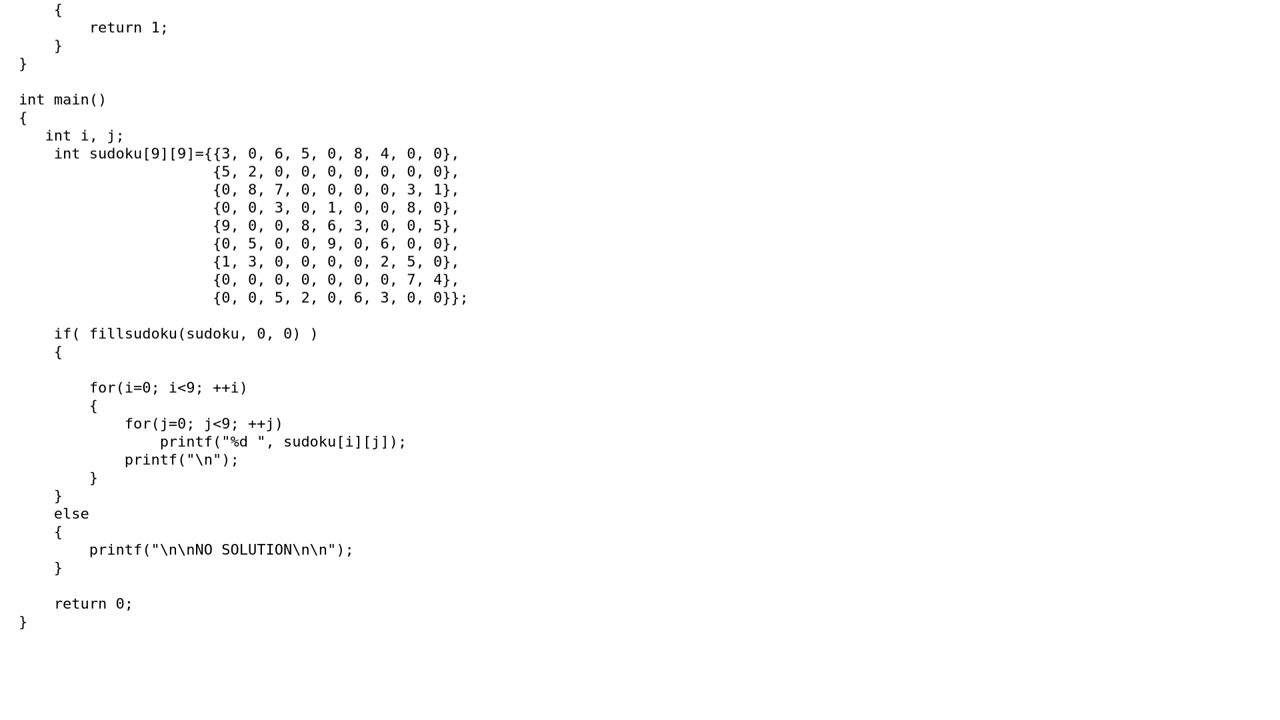 {
        return 1;
    }
}

int main()
{
   int i, j;
    int sudoku[9][9]={{3, 0, 6, 5, 0, 8, 4, 0, 0},
                      {5, 2, 0, 0, 0, 0, 0, 0, 0},
                      {0, 8, 7, 0, 0, 0, 0, 3, 1},
                      {0, 0, 3, 0, 1, 0, 0, 8, 0},
                      {9, 0, 0, 8, 6, 3, 0, 0, 5},
                      {0, 5, 0, 0, 9, 0, 6, 0, 0},
                      {1, 3, 0, 0, 0, 0, 2, 5, 0},
                      {0, 0, 0, 0, 0, 0, 0, 7, 4},
                      {0, 0, 5, 2, 0, 6, 3, 0, 0}};

    if( fillsudoku(sudoku, 0, 0) )
    {

        for(i=0; i<9; ++i)
        {
            for(j=0; j<9; ++j)
                printf("%d ", sudoku[i][j]);
            printf("\n");
        }
    }
    else
    {
        printf("\n\nNO SOLUTION\n\n");
    }

    return 0;
}